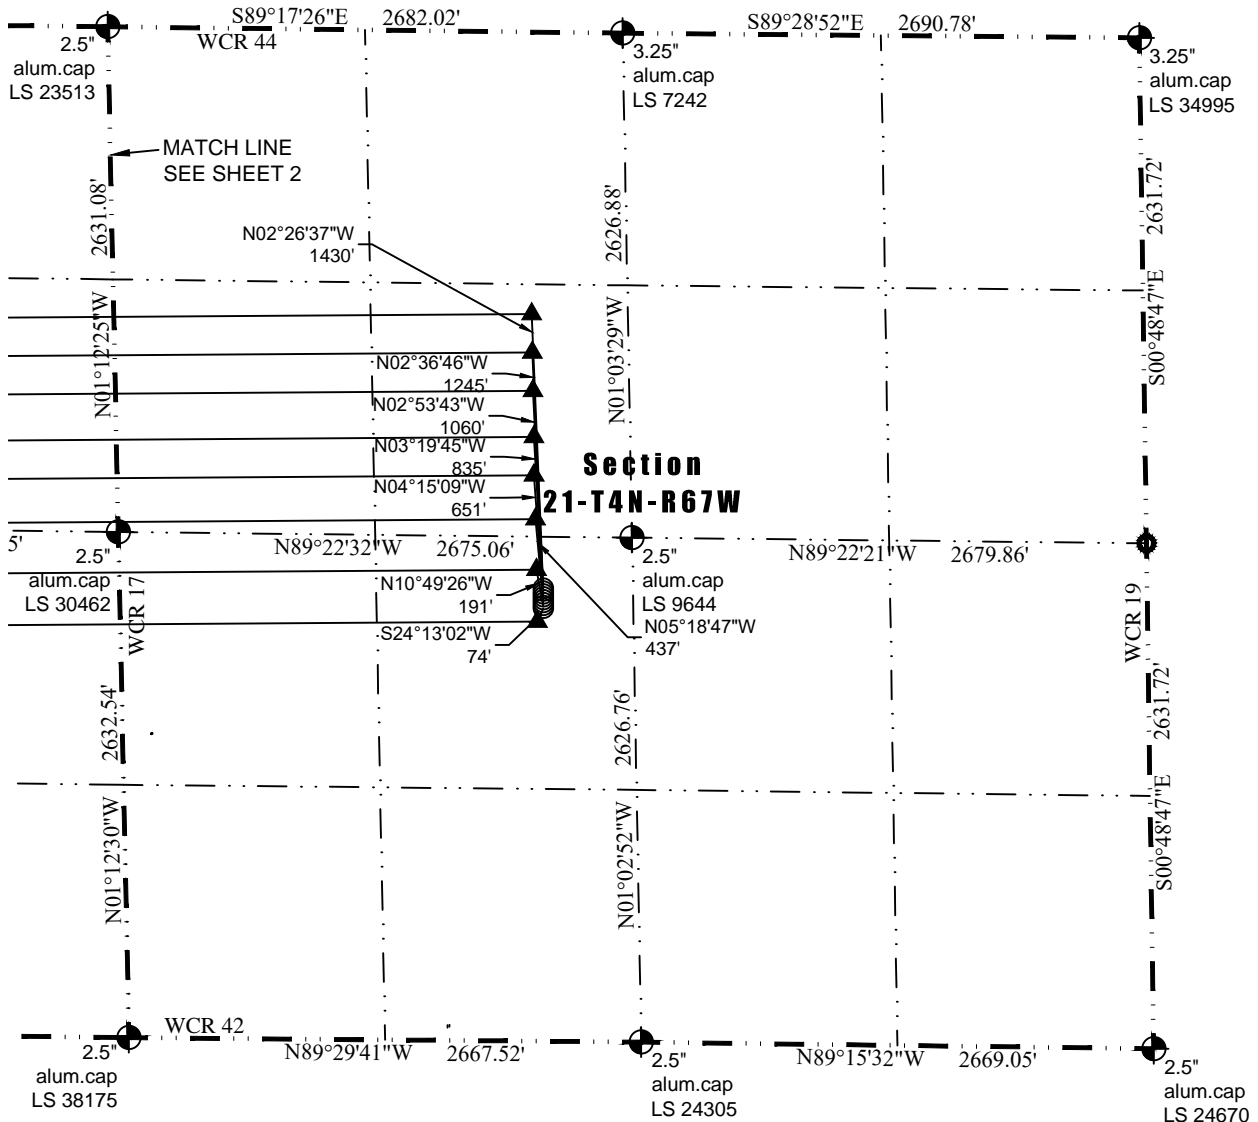 S89°17'26"E 2682.02'
S89°28'52"E 2690.78'
WCR 44
2.5"
alum.cap
LS 23513
3.25"
alum.cap
LS 7242
3.25"
alum.cap
LS 34995
MATCH LINE
SEE SHEET 2
N01°12'25"W 2631.08'
N01°03'29"W 2626.88'
S00°48'47"E 2631.72'
N02°26'37"W
1430'
N02°36'46"W
1245'
N02°53'43"W
1060'
N03°19'45"W
835'
N04°15'09"W
651'
Section
21-T4N-R67W
5'
2.5"
alum.cap
LS 30462
N89°22'32"W 2675.06'
2.5"
alum.cap
LS 9644
N89°22'21"W 2679.86'
N10°49'26"W
191'
S24°13'02"W
74'
N05°18'47"W
437'
WCR 17
WCR 19
N01°12'30"W 2632.54'
N01°02'52"W 2626.76'
S00°48'47"E 2631.72'
WCR 42
2.5"
alum.cap
LS 38175
N89°29'41"W 2667.52'
2.5"
alum.cap
LS 24305
N89°15'32"W 2669.05'
2.5"
alum.cap
LS 24670